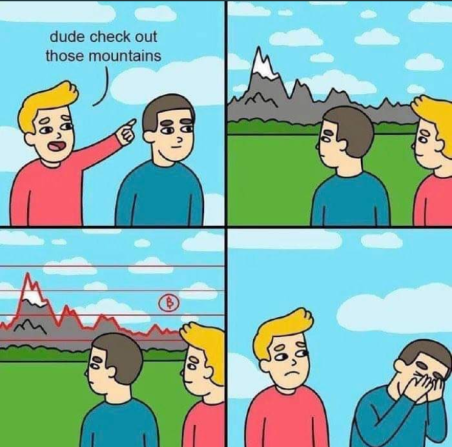 dude check out
those mountains
₿